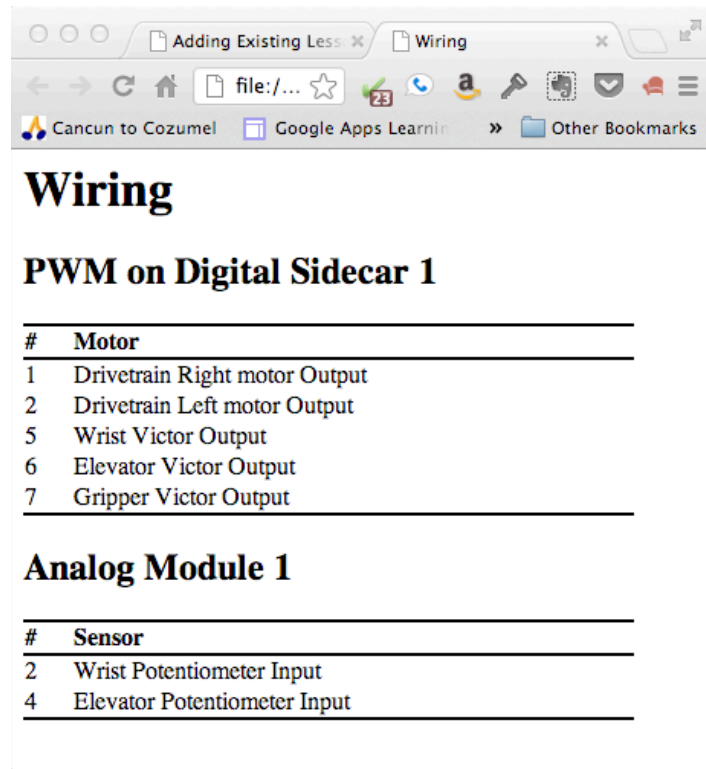 Adding Existing Less
Wiring
file:/...
23
a
Cancun to Cozumel
Google Apps Learnin
»
Other Bookmarks
Wiring
PWM on Digital Sidecar 1
# Motor
1 Drivetrain Right motor Output
2 Drivetrain Left motor Output
5 Wrist Victor Output
6 Elevator Victor Output
7 Gripper Victor Output
Analog Module 1
# Sensor
2 Wrist Potentiometer Input
4 Elevator Potentiometer Input